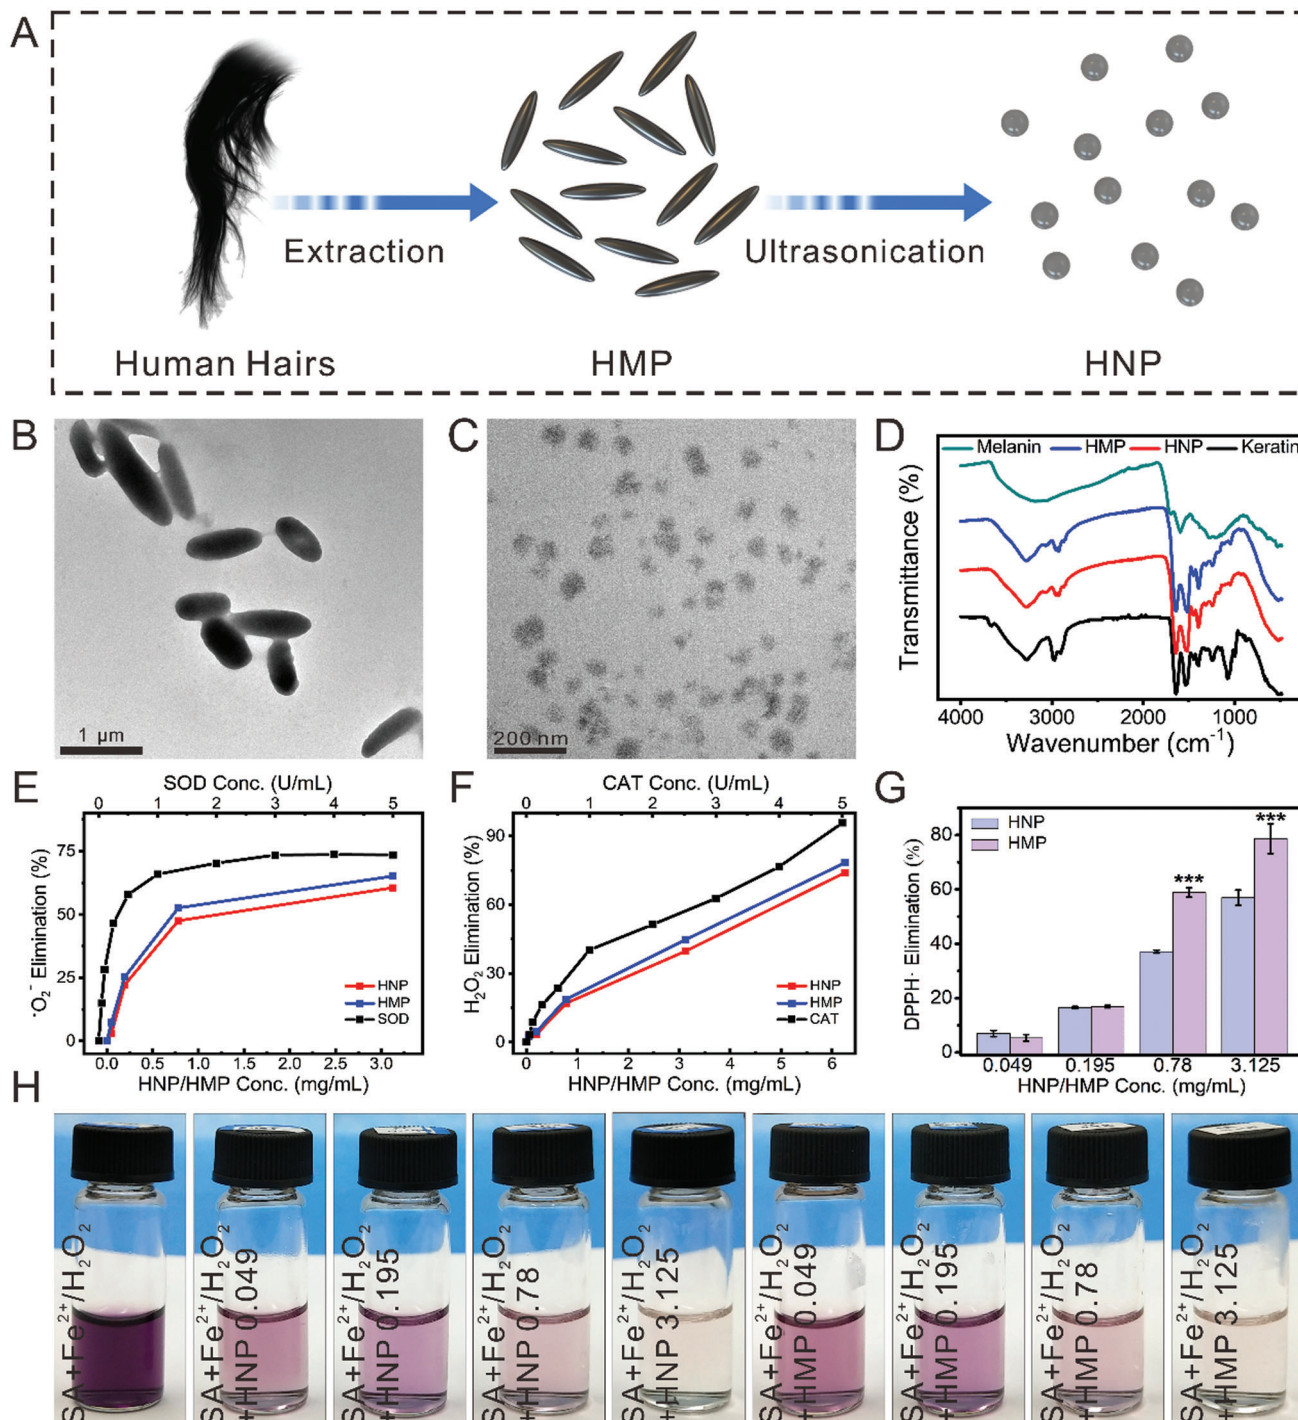 A
Extraction
Ultrasonication
Human Hairs
HMP
HNP
B
1 μm
C
200 nm
D
Melanin
HMP
HNP
Keratin
Transmittance (%)
4000
3000
2000
1000
Wavenumber (cm⁻¹)
E
SOD Conc. (U/mL)
0 1 2 3 4 5
·O₂⁻ Elimination (%)
75
50
25
0
HNP
HMP
SOD
0.0 0.5 1.0 1.5 2.0 2.5 3.0
HNP/HMP Conc. (mg/mL)
F
CAT Conc. (U/mL)
0 1 2 3 4 5
H₂O₂ Elimination (%)
90
60
30
0
HNP
HMP
CAT
0 1 2 3 4 5 6
HNP/HMP Conc. (mg/mL)
G
DPPH· Elimination (%)
80
60
40
20
0
HNP
HMP
***
***
0.049 0.195 0.78 3.125
HNP/HMP Conc. (mg/mL)
H
SA+Fe²⁺/H₂O₂
SA+Fe²⁺/H₂O₂
+HNP 0.049
SA+Fe²⁺/H₂O₂
+HNP 0.195
SA+Fe²⁺/H₂O₂
+HNP 0.78
SA+Fe²⁺/H₂O₂
+HNP 3.125
SA+Fe²⁺/H₂O₂
+HMP 0.049
SA+Fe²⁺/H₂O₂
+HMP 0.195
SA+Fe²⁺/H₂O₂
+HMP 0.78
SA+Fe²⁺/H₂O₂
+HMP 3.125